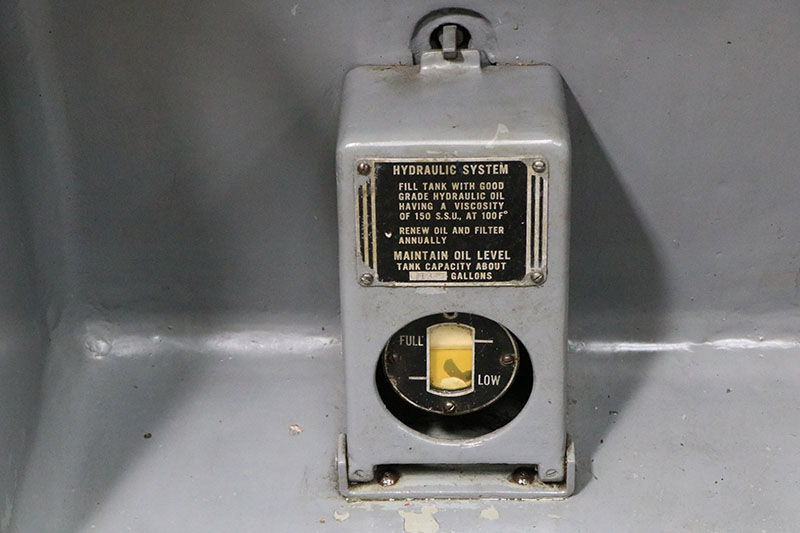 HYDRAULIC SYSTEM
FILL TANK WITH GOOD
GRADE HYDRAULIC OIL
HAVING A VISCOSITY
OF 150 S.S.U., AT 100F°
RENEW OIL AND FILTER
ANNUALLY
MAINTAIN OIL LEVEL
TANK CAPACITY ABOUT
GALLONS
FULL
LOW